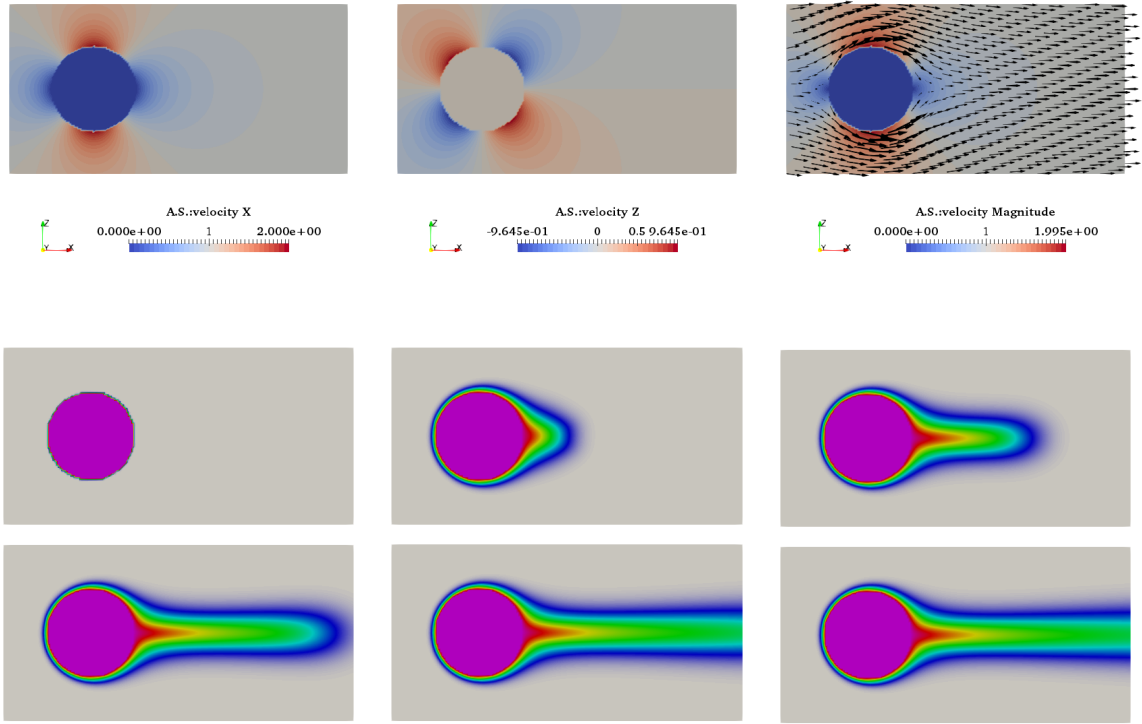 A.S.:velocity X
0.000e+00 1 2.000e+00
Z
Y X
A.S.:velocity Z
-9.645e-01 0 0.5 9.645e-01
Z
Y X
A.S.:velocity Magnitude
0.000e+00 1 1.995e+00
Z
Y X